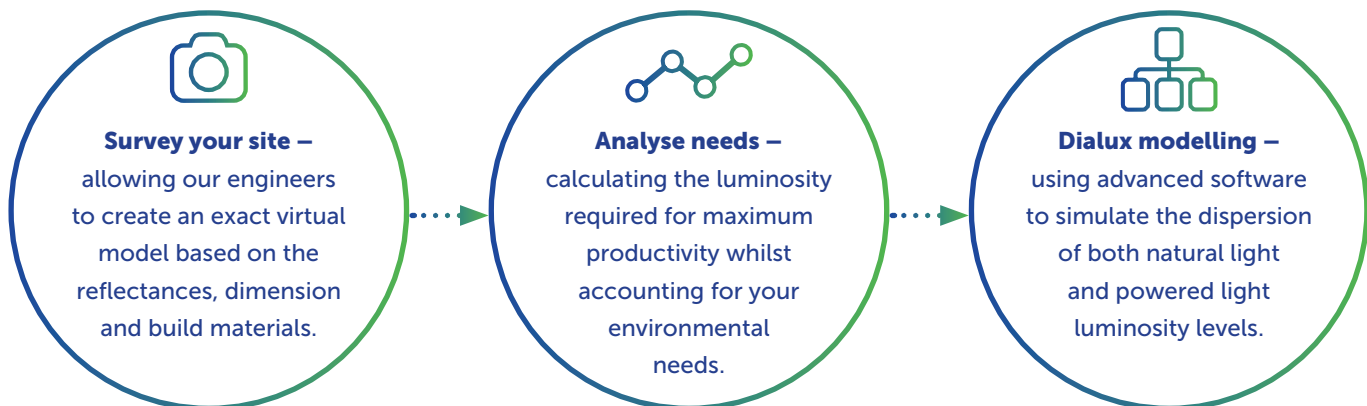 Survey your site –
allowing our engineers
to create an exact virtual
model based on the
reflectances, dimension
and build materials.
Analyse needs –
calculating the luminosity
required for maximum
productivity whilst
accounting for your
environmental
needs.
Dialux modelling –
using advanced software
to simulate the dispersion
of both natural light
and powered light
luminosity levels.